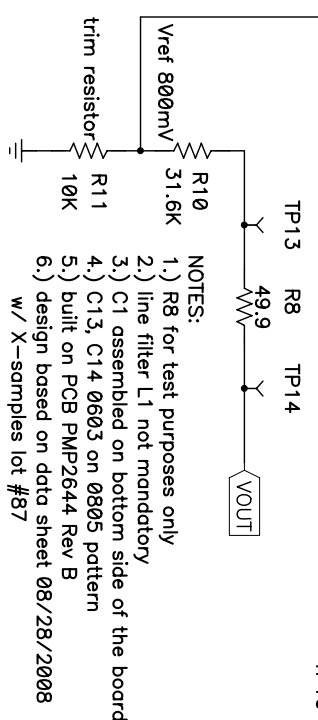 TP13
R8
49.9
TP14
VOUT
R10
31.6K
Vref 800mV
R11
10K
trim resistor
NOTES:
1.) R8 for test purposes only
2.) line filter L1 not mandatory
3.) C1 assembled on bottom side of the board
4.) C13, C14 0603 on 0805 pattern
5.) built on PCB PMP2644 Rev B
6.) design based on data sheet 08/28/2008
w/ X-samples lot #87